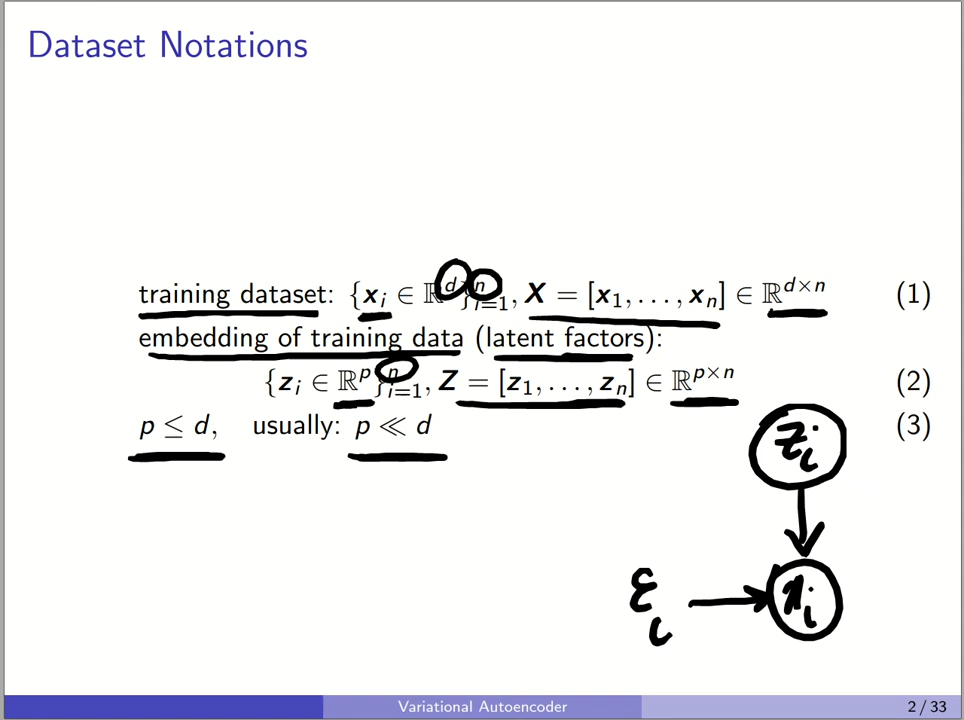 Dataset Notations
training dataset: {xᵢ ∈ ℝᵈ}ⁿᵢ₌₁, X = [x₁, . . . , xₙ] ∈ ℝᵈˣⁿ (1)
embedding of training data (latent factors):
{zᵢ ∈ ℝᵖ}ⁿᵢ₌₁, Z = [z₁, . . . , zₙ] ∈ ℝᵖˣⁿ (2)
p ≤ d, usually: p ≪ d (3)
zᵢ
εᵢ
xᵢ
Variational Autoencoder
2 / 33